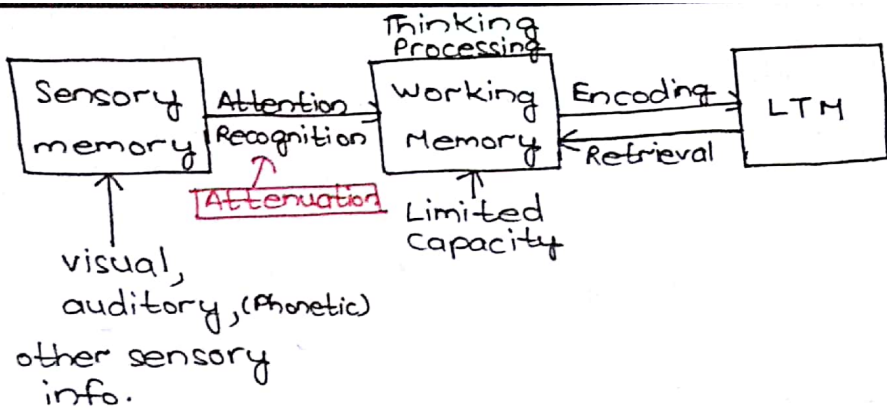 Thinking
Processing
Sensory
memory
Attention
Recognition
Attenuation
Working
Memory
Encoding
Retrieval
LTM
Limited
capacity
visual,
auditory, (Phonetic)
other sensory
info.